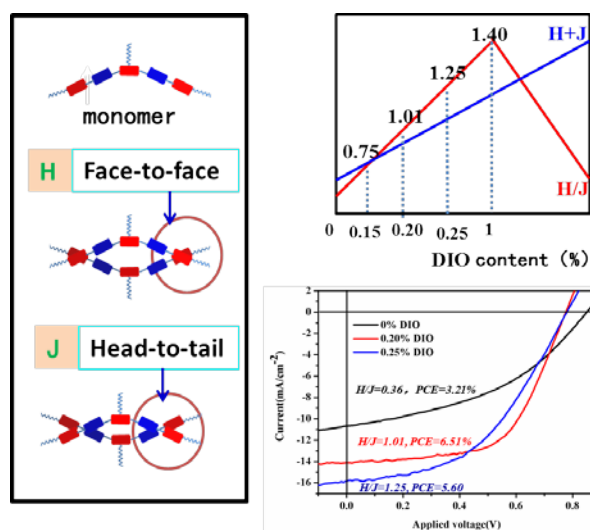 monomer
H Face-to-face
J Head-to-tail
1.40
H+J
1.25
1.01
0.75
H/J
0 0.15 0.20 0.25 1
DIO content (%)
2
0
-2
-4
-6
-8
-10
-12
-14
-16
Current(mA/cm-2)
0% DIO
0.20% DIO
0.25% DIO
H/J=0.36, PCE=3.21%
H/J=1.01, PCE=6.51%
H/J=1.25, PCE=5.60
0.0 0.2 0.4 0.6 0.8
Applied voltage(V)